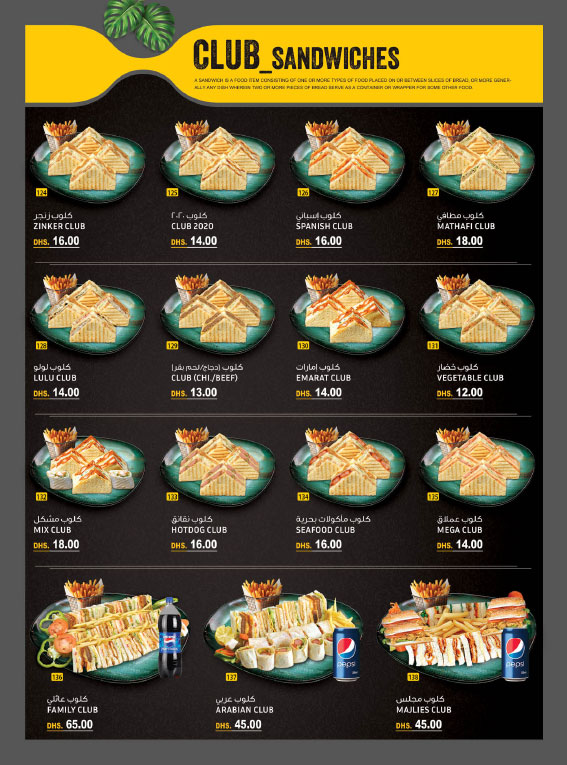 CLUB_SANDWICHES
A SANDWICH IS A FOOD ITEM CONSISTING OF ONE OR MORE TYPES OF FOOD PLACED ON OR BETWEEN SLICES OF BREAD, OR MORE GENER-
ALLY ANY DISH WHEREIN TWO OR MORE PIECES OF BREAD SERVE AS A CONTAINER OR WRAPPER FOR SOME OTHER FOOD.
124
كلوب زنجر
ZINKER CLUB
DHS. 16.00
125
كلوب ٢٠٢٠
CLUB 2020
DHS. 14.00
126
كلوب إسباني
SPANISH CLUB
DHS. 16.00
127
كلوب مطافي
MATHAFI CLUB
DHS. 18.00
128
كلوب لولو
LULU CLUB
DHS. 14.00
129
كلوب (دجاج/لحم بقر)
CLUB (CHI./BEEF)
DHS. 13.00
130
كلوب إمارات
EMARAT CLUB
DHS. 14.00
131
كلوب خضار
VEGETABLE CLUB
DHS. 12.00
132
كلوب مشكل
MIX CLUB
DHS. 18.00
133
كلوب نقانق
HOTDOG CLUB
DHS. 16.00
134
كلوب مأكولات بحرية
SEAFOOD CLUB
DHS. 16.00
135
كلوب عملاق
MEGA CLUB
DHS. 14.00
136
كلوب عائلي
FAMILY CLUB
DHS. 65.00
pepsi
137
كلوب عربي
ARABIAN CLUB
DHS. 45.00
pepsi
138
كلوب مجلس
MAJLIES CLUB
DHS. 45.00